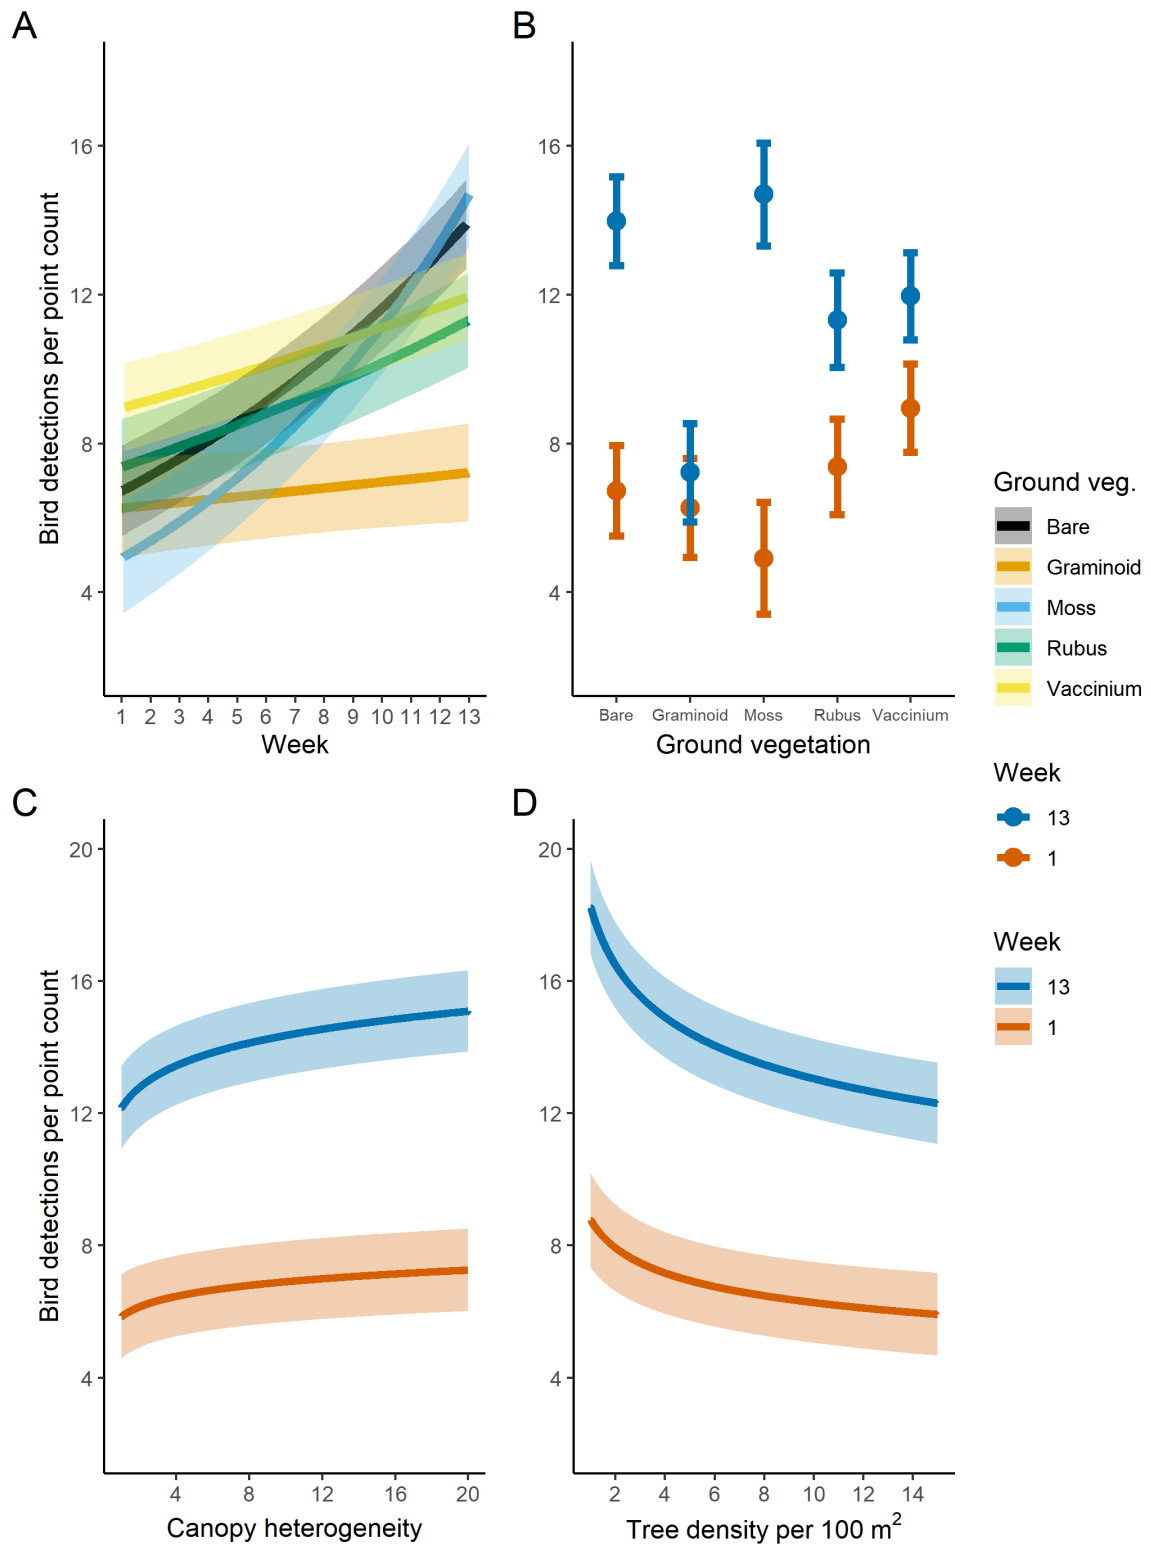 A
B
Bird detections per point count
16
12
8
4
1 2 3 4 5 6 7 8 9 10 11 12 13
Week
16
12
8
4
Bare Graminoid Moss Rubus Vaccinium
Ground vegetation
Ground veg.
Bare
Graminoid
Moss
Rubus
Vaccinium
Week
13
1
Week
13
1
C
D
Bird detections per point count
20
16
12
8
4
4 8 12 16 20
Canopy heterogeneity
20
16
12
8
4
2 4 6 8 10 12 14
Tree density per 100 m²